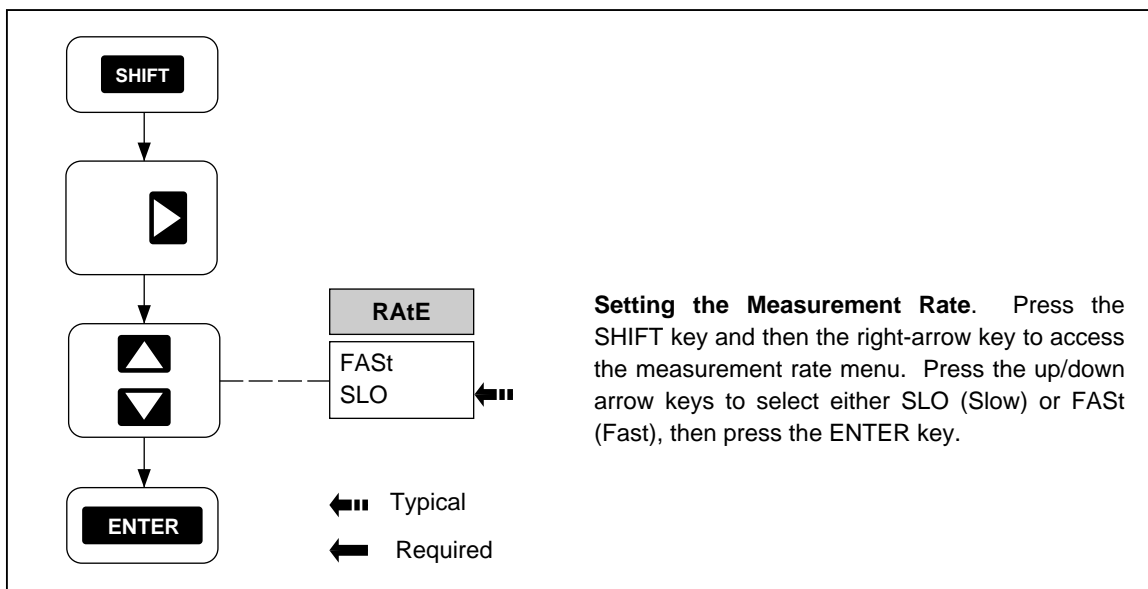 SHIFT
RAtE
FASt
SLO
ENTER
Typical
Required
Setting the Measurement Rate. Press the
SHIFT key and then the right-arrow key to access
the measurement rate menu. Press the up/down
arrow keys to select either SLO (Slow) or FASt
(Fast), then press the ENTER key.